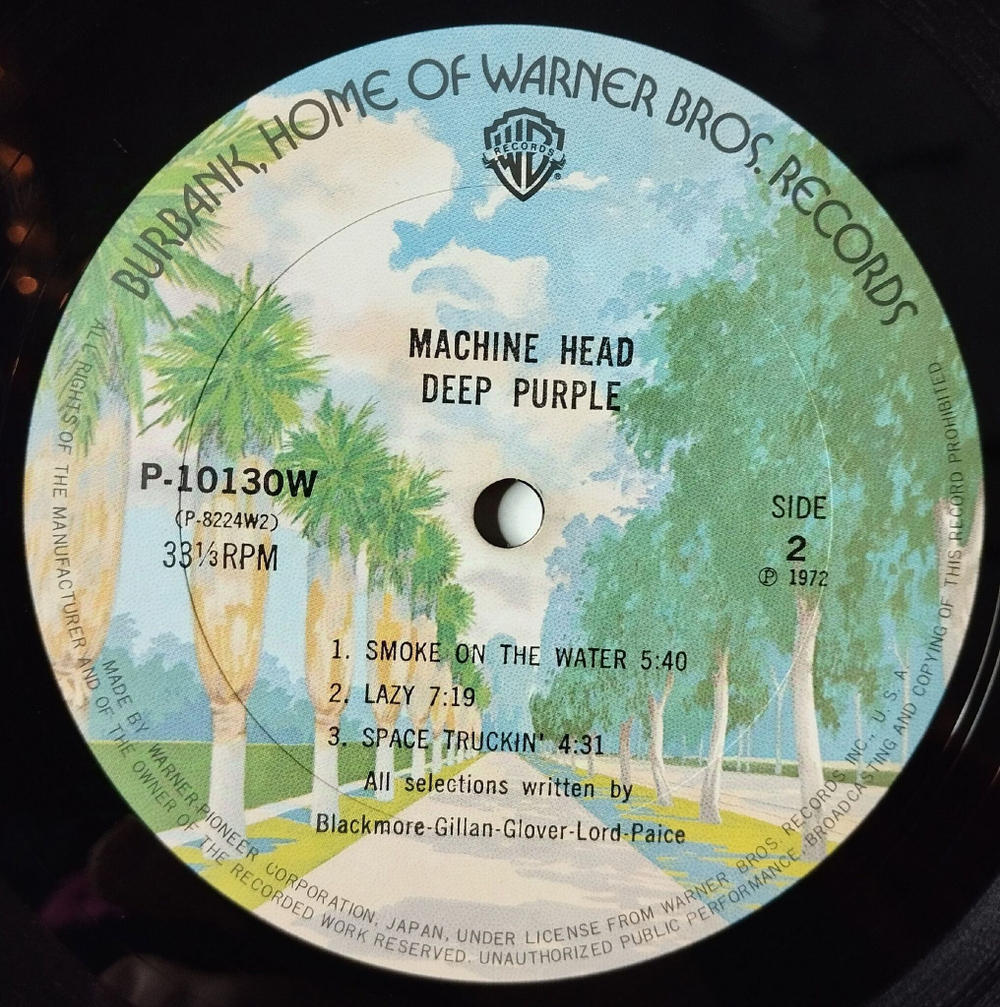 BURBANK, HOME OF WARNER BROS. RECORDS
WB
RECORDS
®
MACHINE HEAD
DEEP PURPLE
P-10130W
(P-8224W2)
33⅓RPM
SIDE
2
Ⓟ 1972
1. SMOKE ON THE WATER 5:40
2. LAZY 7:19
3. SPACE TRUCKIN' 4:31
All selections written by
Blackmore-Gillan-Glover-Lord-Paice
MADE BY WARNER-PIONEER CORPORATION, JAPAN, UNDER LICENSE FROM WARNER BROS. RECORDS INC., U. S. A
ALL RIGHTS OF THE MANUFACTURER AND OF THE OWNER OF THE RECORDED WORK RESERVED. UNAUTHORIZED PUBLIC PERFORMANCE, BROADCASTING AND COPYING OF THIS RECORD PROHIBITED